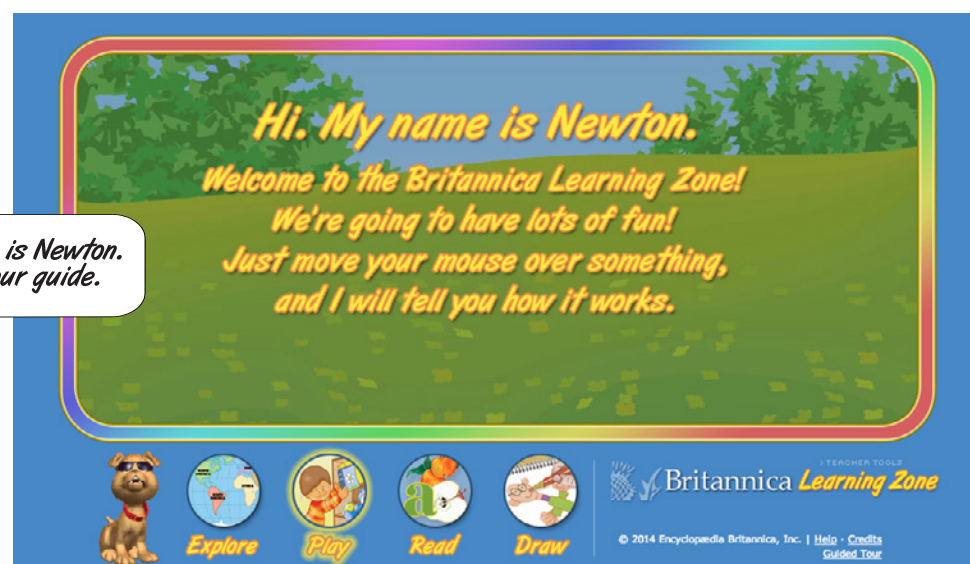 Hi. My name is Newton.
Welcome to the Britannica Learning Zone!
We're going to have lots of fun!
Just move your mouse over something,
and I will tell you how it works.
is Newton.
guide.
Explore
Play
Read
Draw
› TEACHER TOOLS
Britannica Learning Zone
© 2014 Encyclopædia Britannica, Inc. | Help - Credits
Guided Tour